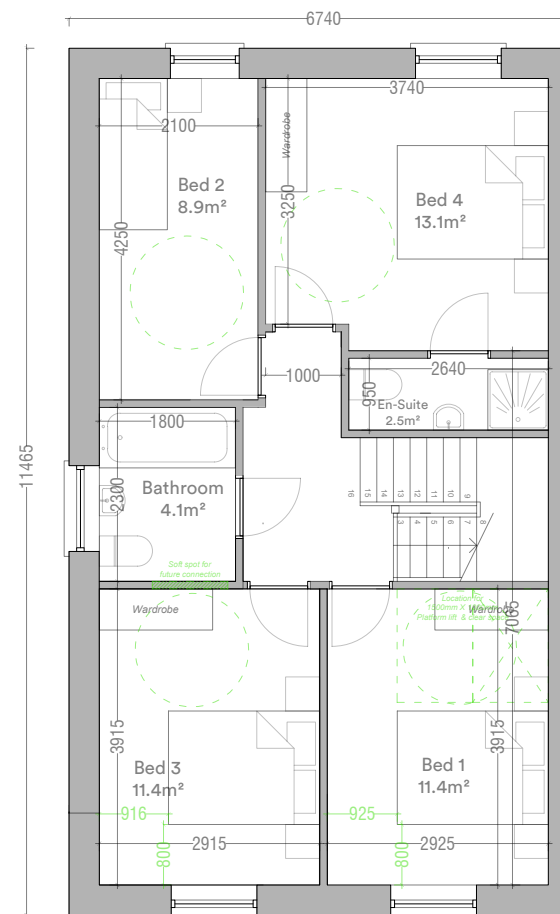 6740
3740
2100
Wardrobe
Bed 2
8.9m²
Bed 4
13.1m²
3250
4250
1000
2640
950
En-Suite
2.5m²
11465
1800
Bathroom
4.1m²
2300
16 15 14 13 12 11 10 9
3 4 5 6 7 8
Soft spot for
future connection
Wardrobe
Location for
1500mm X
Platform lift & clear
Wardrobe
7065
3915
3915
Bed 3
11.4m²
Bed 1
11.4m²
916
925
2915
2925
800
800